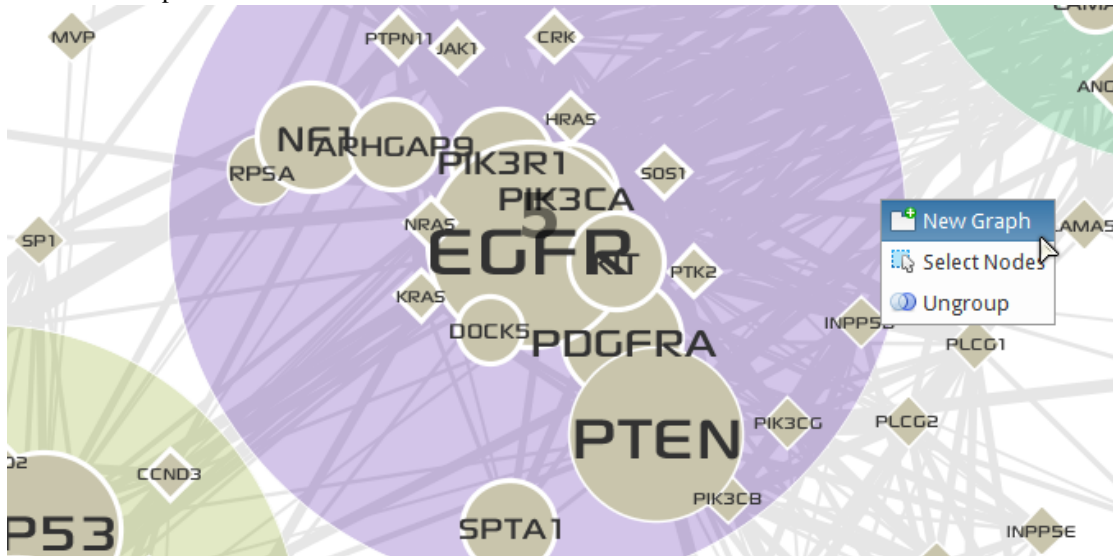 MVP
PTPN11
JAK1
CRK
HRAS
NF1
ARHGAP9
RPSA
PIK3R1
SOS1
PIK3CA
5
NRAS
SP1
EGFR
PTK2
KRAS
DOCK5
PDGFRA
New Graph
Select Nodes
Ungroup
PLCG1
PTEN
PIK3CG
PLCG2
CCND3
PIK3CB
P53
SPTA1
INPP5E